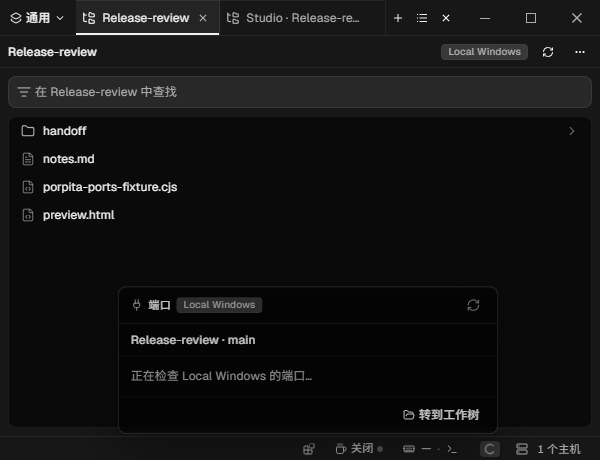 通用 Release-review Studio · Release-re...
Release-review Local Windows
在 Release-review 中查找
handoff
notes.md
porpita-ports-fixture.cjs
preview.html
端口 Local Windows
Release-review · main
正在检查 Local Windows 的端口...
转到工作树
关闭 1 个主机